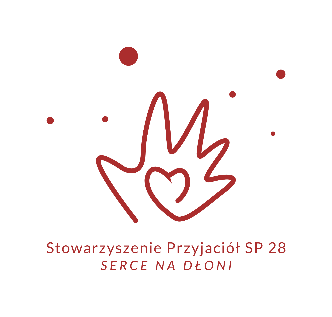 Stowarzyszenie Przyjaciół SP 28
SERCE NA DŁONI